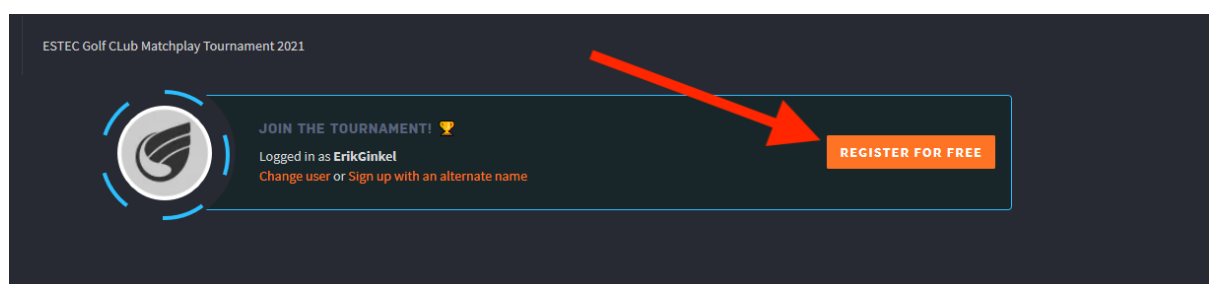 ESTEC Golf CLub Matchplay Tournament 2021
JOIN THE TOURNAMENT! 🏆
Logged in as ErikGinkel
Change user or Sign up with an alternate name
REGISTER FOR FREE